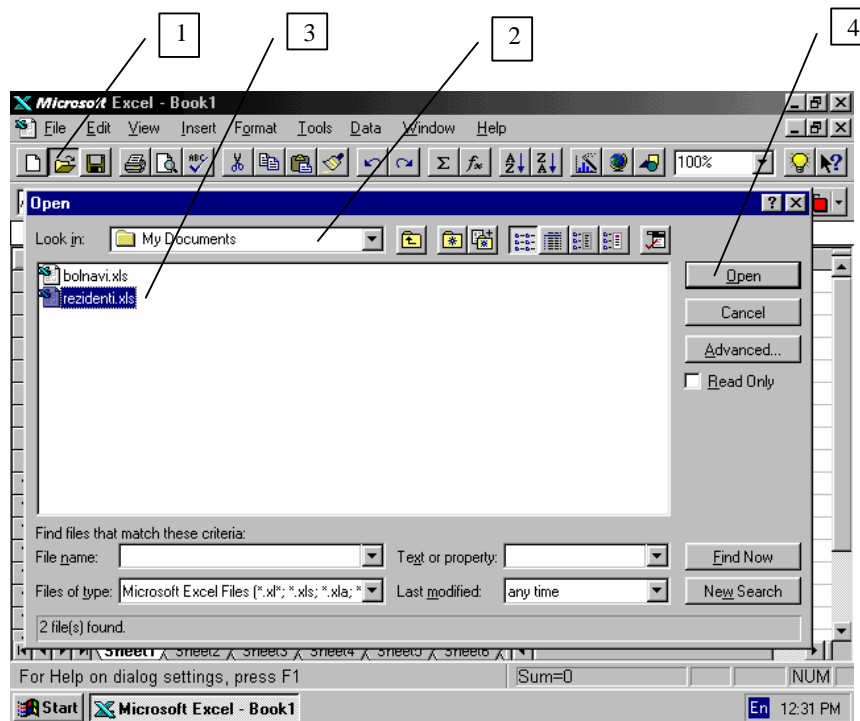 1 3 2 4
Microsoft Excel - Book1
File Edit View Insert Format Tools Data Window Help
ABC Σ fx A Z Z A 100% ?
Open ?
Look in: My Documents
bolnavi.xls Open
rezidenti.xls
Cancel
Advanced...
Read Only
Find files that match these criteria:
File name: Text or property: Find Now
Files of type: Microsoft Excel Files (*.xl*; *.xls; *.xla; * Last modified: any time New Search
2 file(s) found.
Sheet1 Sheet2 Sheet3 Sheet4 Sheet5 Sheet6
For Help on dialog settings, press F1 Sum=0 NUM
Start Microsoft Excel - Book1 En 12:31 PM